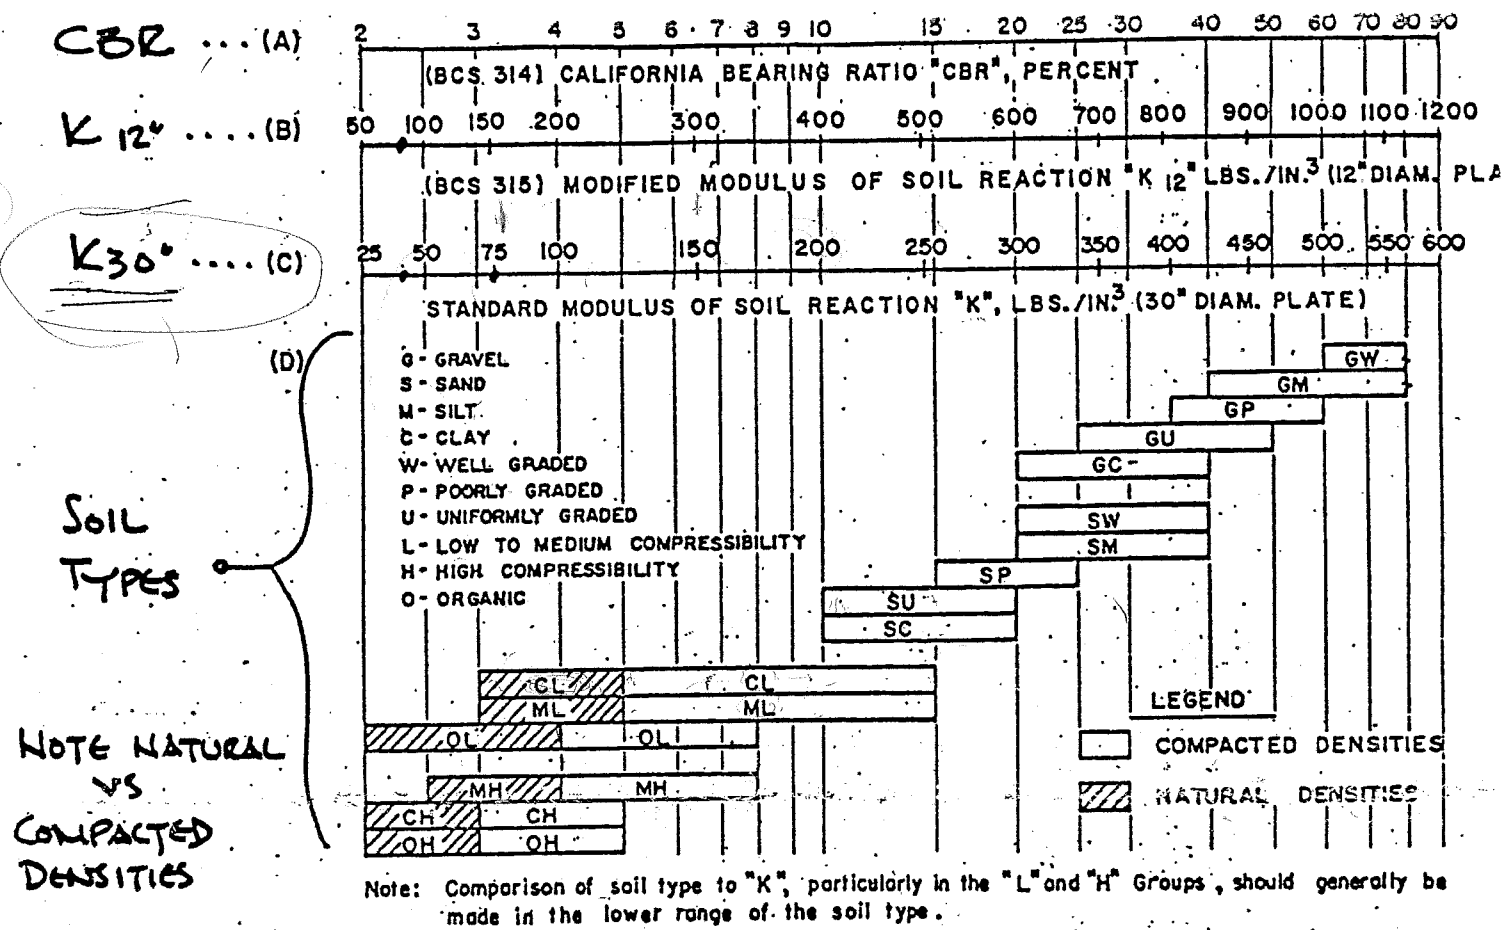 CBR ... (A) 2 3 4 5 6 7 8 9 10 15 20 25 30 40 50 60 70 80 90
(BCS 314) CALIFORNIA BEARING RATIO "CBR", PERCENT
K 12" .... (B) 50 100 150 200 300 400 500 600 700 800 900 1000 1100 1200
(BCS 315) MODIFIED MODULUS OF SOIL REACTION "K 12" LBS./IN.3 (12" DIAM. PLA
K30" .... (C) 25 50 75 100 150 200 250 300 350 400 450 500 550 600
STANDARD MODULUS OF SOIL REACTION "K", LBS./IN.3 (30" DIAM. PLATE)
(D)
G - GRAVEL
S - SAND
M - SILT
C - CLAY
W - WELL GRADED
P - POORLY GRADED
U - UNIFORMLY GRADED
L - LOW TO MEDIUM COMPRESSIBILITY
H - HIGH COMPRESSIBILITY
O - ORGANIC
GW
GM
GP
GU
GC
SW
SM
SP
SU
SC
CL CL
ML ML
OL OL
MH MH
CH CH
OH OH
SOIL
TYPES
NOTE NATURAL
VS
COMPACTED
DENSITIES
LEGEND
COMPACTED DENSITIES
NATURAL DENSITIES
Note: Comparison of soil type to "K", particularly in the "L" and "H" Groups, should generally be
made in the lower range of the soil type.